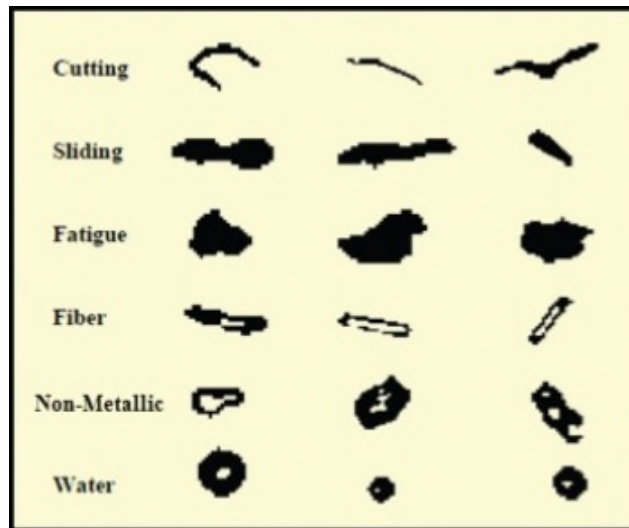 Cutting
Sliding
Fatigue
Fiber
Non-Metallic
Water